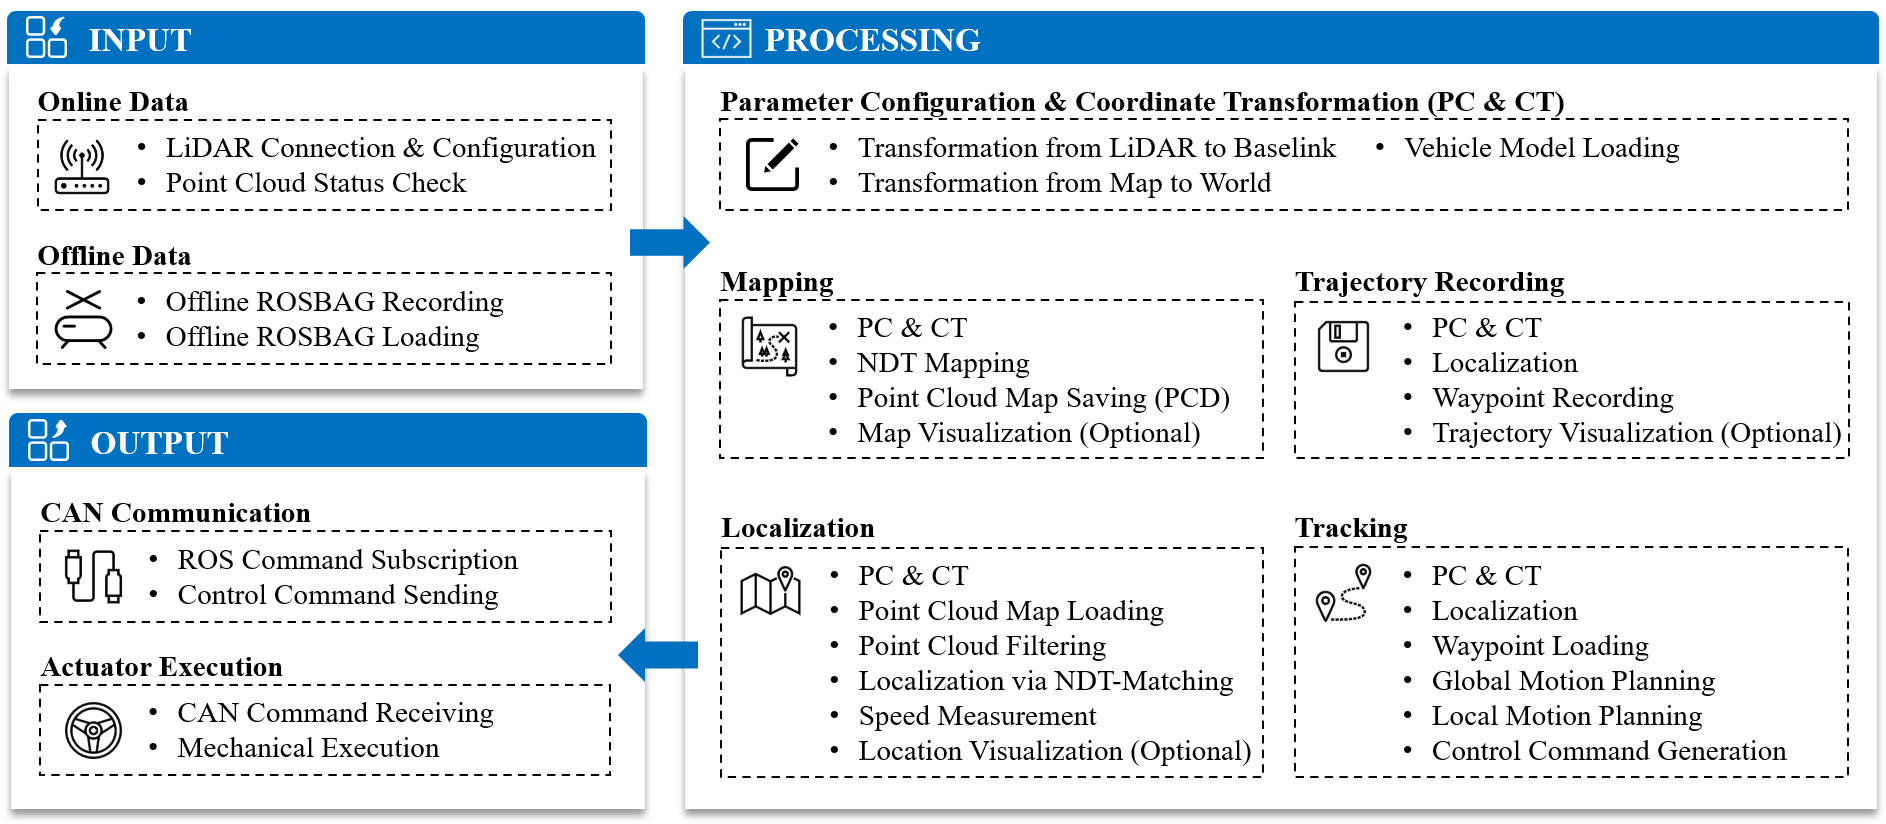 INPUT
Online Data
• LiDAR Connection & Configuration
• Point Cloud Status Check
Offline Data
• Offline ROSBAG Recording
• Offline ROSBAG Loading
OUTPUT
CAN Communication
• ROS Command Subscription
• Control Command Sending
Actuator Execution
• CAN Command Receiving
• Mechanical Execution
</> PROCESSING
Parameter Configuration & Coordinate Transformation (PC & CT)
• Transformation from LiDAR to Baselink • Vehicle Model Loading
• Transformation from Map to World
Mapping
• PC & CT
• NDT Mapping
• Point Cloud Map Saving (PCD)
• Map Visualization (Optional)
Trajectory Recording
• PC & CT
• Localization
• Waypoint Recording
• Trajectory Visualization (Optional)
Localization
• PC & CT
• Point Cloud Map Loading
• Point Cloud Filtering
• Localization via NDT-Matching
• Speed Measurement
• Location Visualization (Optional)
Tracking
• PC & CT
• Localization
• Waypoint Loading
• Global Motion Planning
• Local Motion Planning
• Control Command Generation